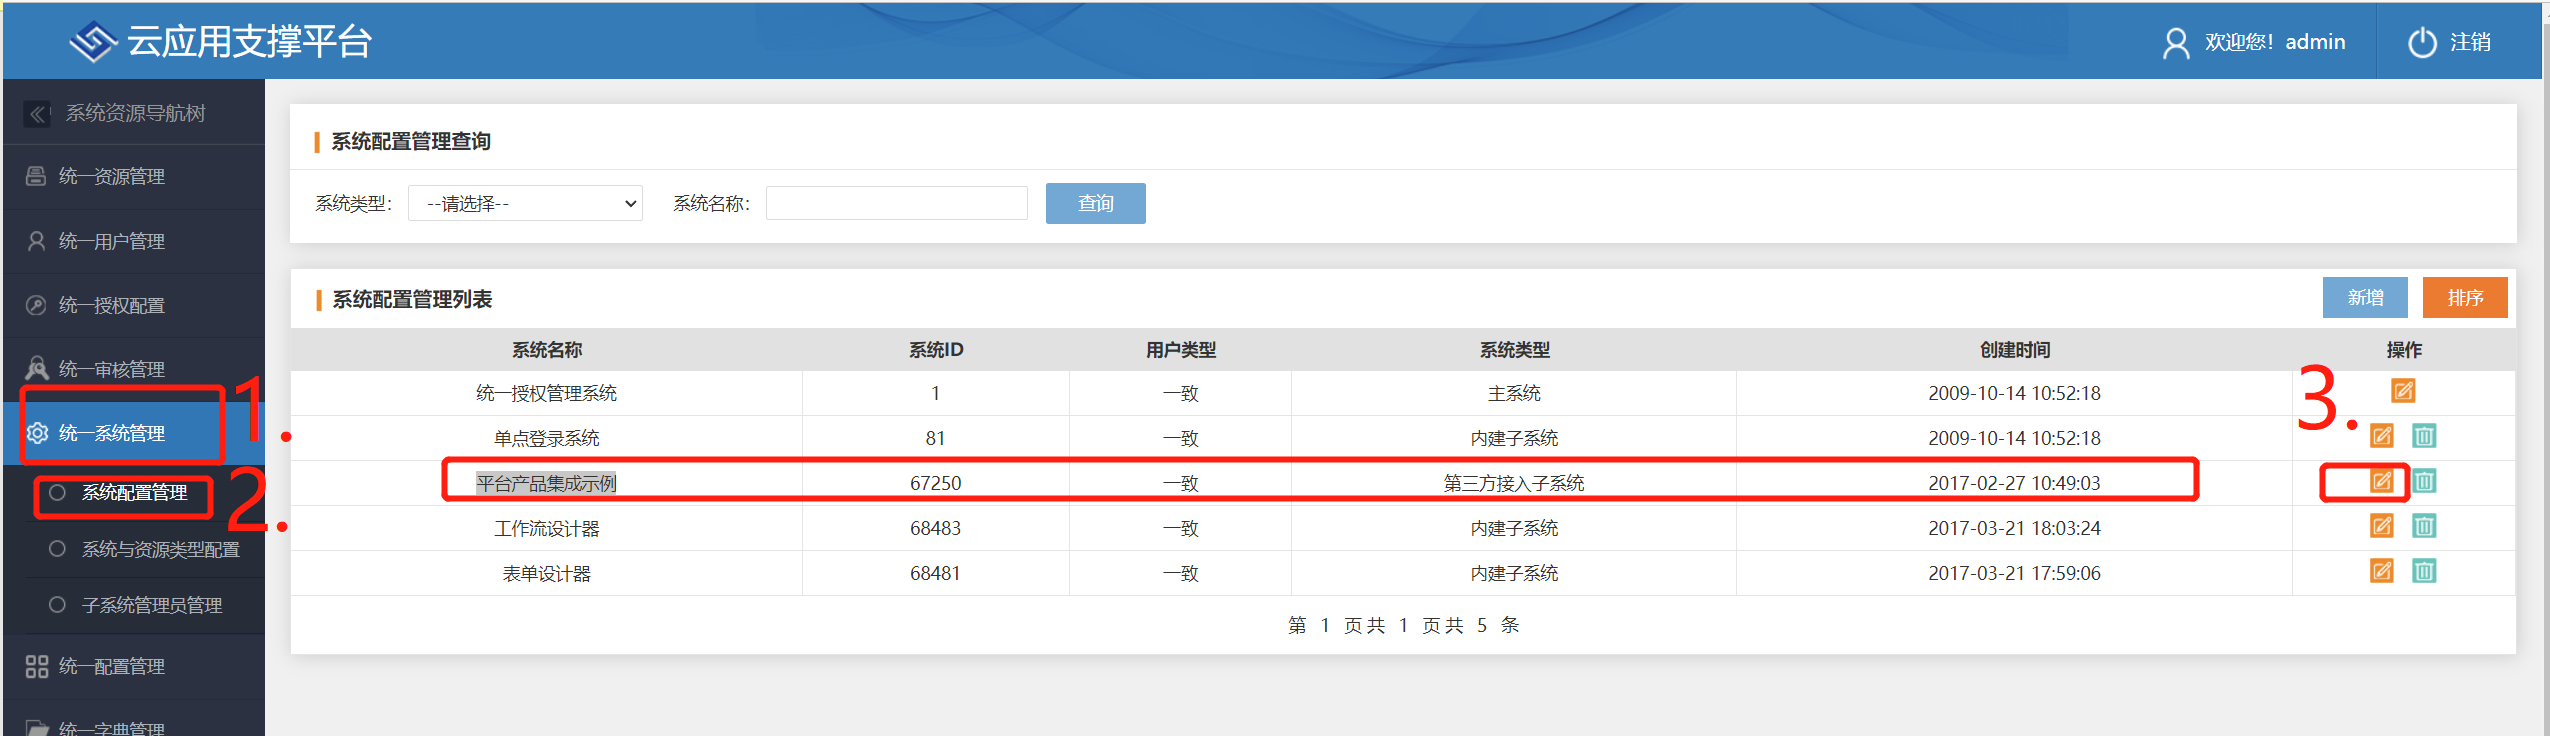 云应用支撑平台
欢迎您！admin
注销
系统资源导航树
统一资源管理
统一用户管理
统一授权配置
统一审核管理
1.
统一系统管理
2.
系统配置管理
系统与资源类型配置
子系统管理员管理
统一配置管理
统一字典管理
系统配置管理查询
系统类型： --请选择-- 系统名称： 查询
系统配置管理列表
新增 排序
系统名称 系统ID 用户类型 系统类型 创建时间 操作
统一授权管理系统 1 一致 主系统 2009-10-14 10:52:18
3.
单点登录系统 81 一致 内建子系统 2009-10-14 10:52:18
平台产品集成示例 67250 一致 第三方接入子系统 2017-02-27 10:49:03
工作流设计器 68483 一致 内建子系统 2017-03-21 18:03:24
表单设计器 68481 一致 内建子系统 2017-03-21 17:59:06
第 1 页共 1 页共 5 条